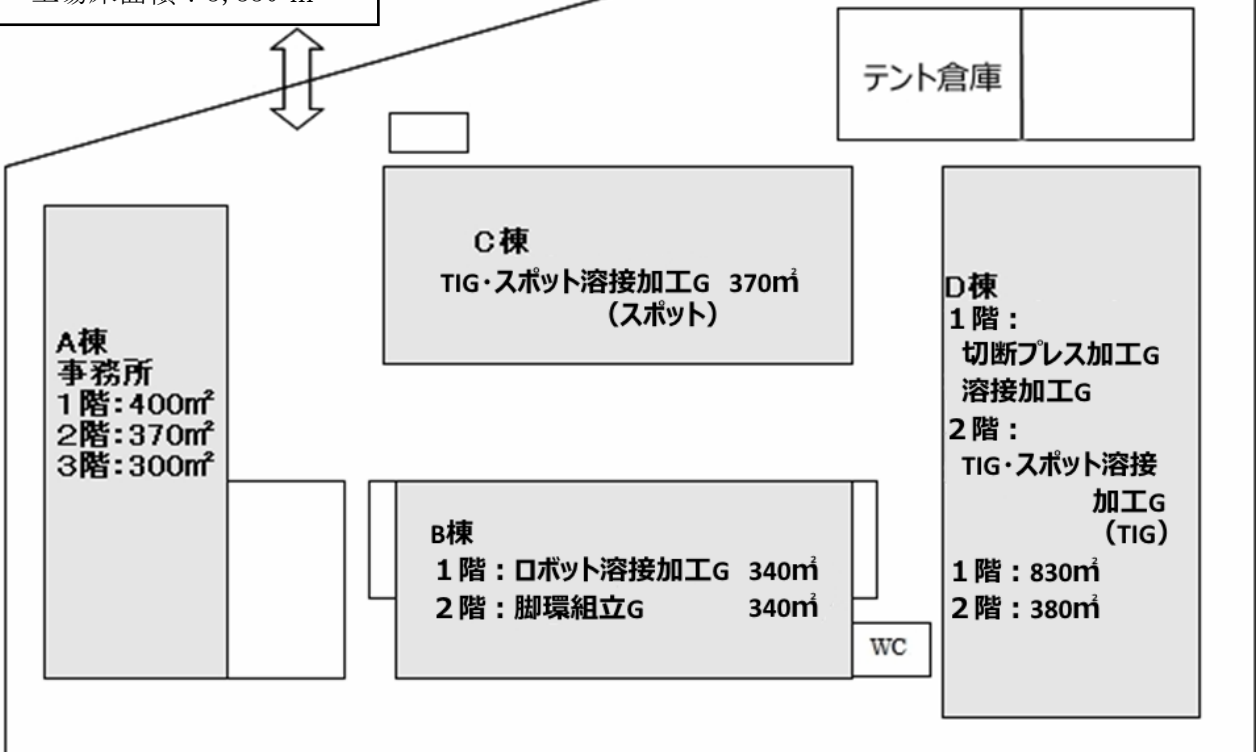 テント倉庫
C棟
TIG・スポット溶接加工G 370㎡
（スポット）
A棟
事務所
1階：400㎡
2階：370㎡
3階：300㎡
B棟
1階：ロボット溶接加工G 340㎡
2階：脚環組立G 340㎡
WC
D棟
1階：
切断プレス加工G
溶接加工G
2階：
TIG・スポット溶接
加工G
（TIG）
1階：830㎡
2階：380㎡